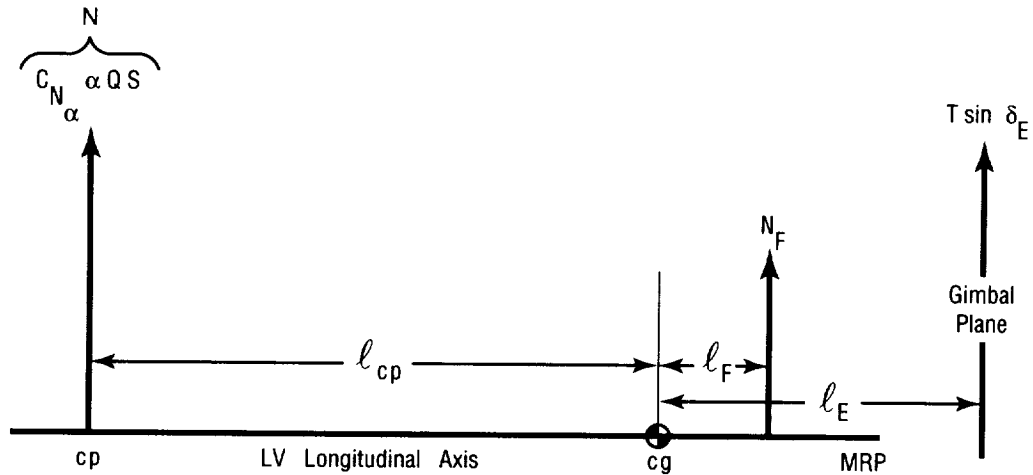 N
C_Nα α Q S
T sin δ_E
N_F
Gimbal
Plane
ℓ_cp
ℓ_F
ℓ_E
cp LV Longitudinal Axis cg MRP